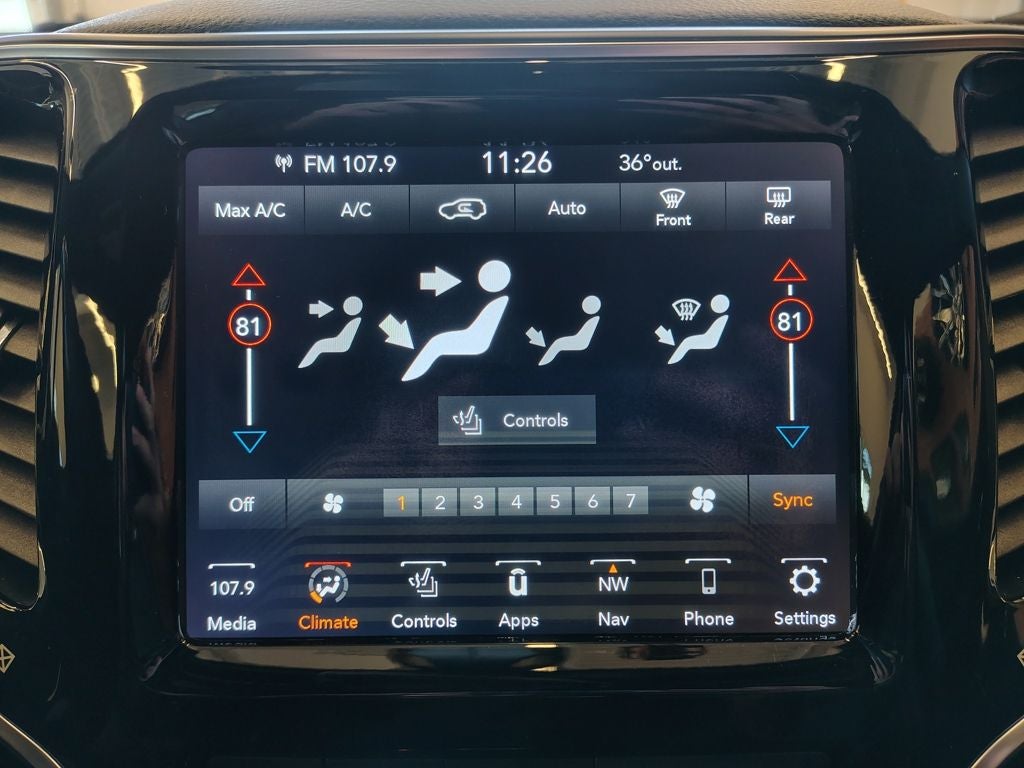 FM 107.9 11:26 36° out.
Max A/C A/C Auto Front Rear
81 81
Controls
Off 1 2 3 4 5 6 7 Sync
107.9 u NW
Media Climate Controls Apps Nav Phone Settings